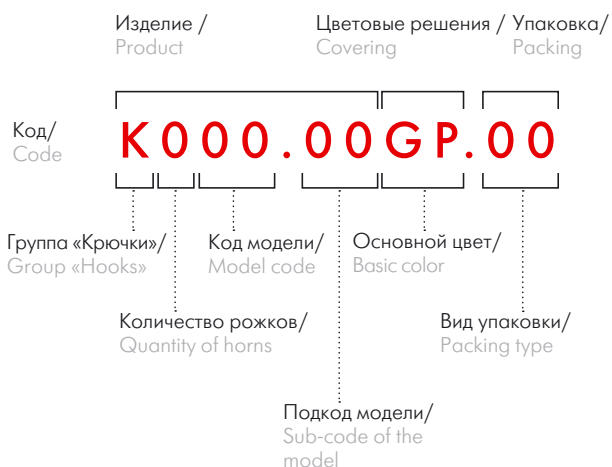 Изделие /
Product
Цветовые решения /
Covering
Упаковка/
Packing
Код/
Code
K000.00GP.00
Группа «Крючки»/
Group «Hooks»
Код модели/
Model code
Основной цвет/
Basic color
Количество рожков/
Quantity of horns
Вид упаковки/
Packing type
Подкод модели/
Sub-code of the
model